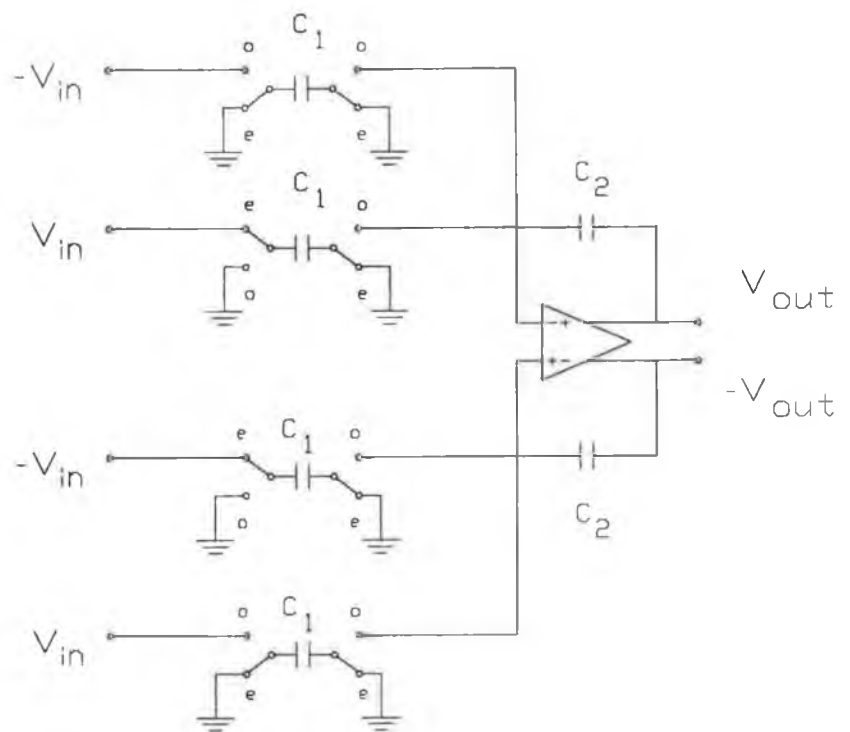 C1
o o
-Vin
e e
C1
e o
Vin
o e
C2
- +
Vout
+ -
-Vout
e C1 o
-Vin
o e
C2
o C1 o
Vin
e e